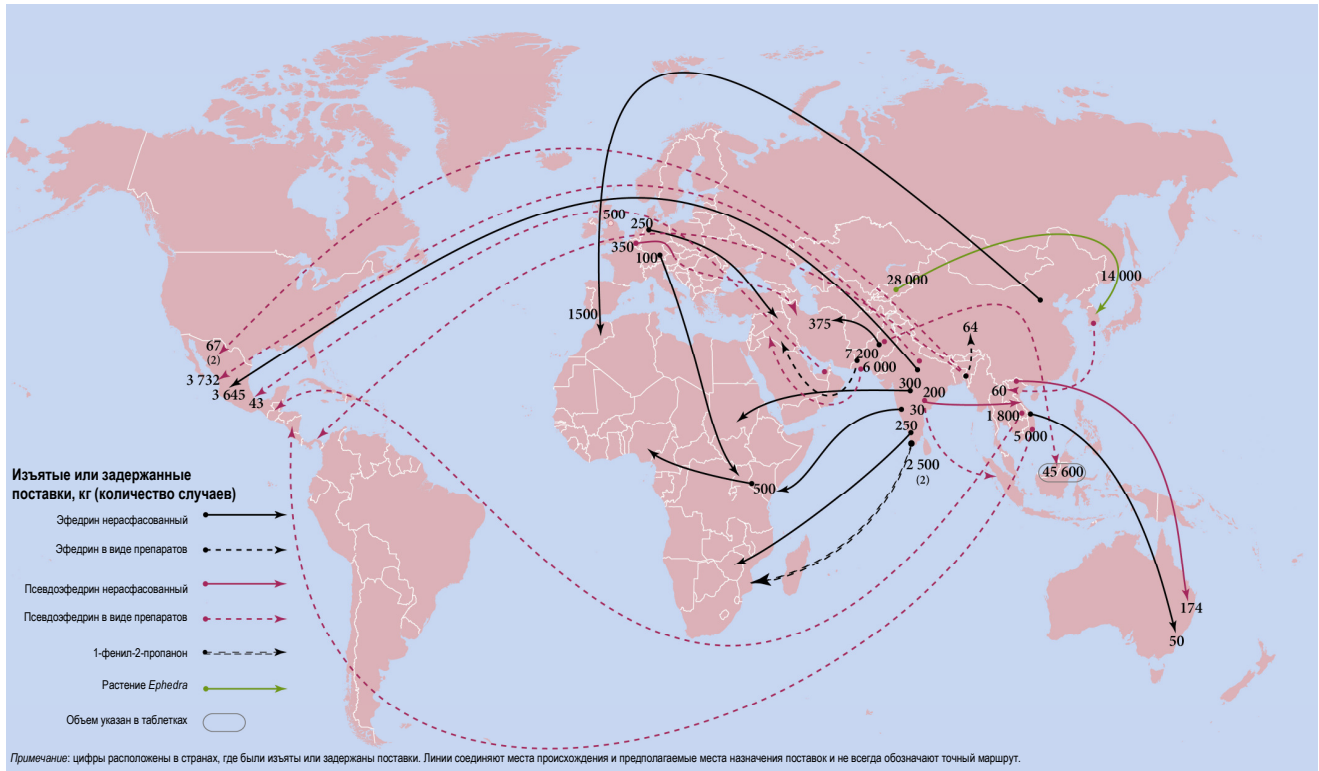 500
250
350
100
28 000
14 000
1500
375
64
67
(2)
7 200
6 000
3 732
300
3 645
43
200
60
30
1 800
250
5 000
2 500
(2)
45 600
500
Изъятые или задержанные
поставки, кг (количество случаев)
Эфедрин нерасфасованный
Эфедрин в виде препаратов
Псевдоэфедрин нерасфасованный
Псевдоэфедрин в виде препаратов
174
50
1-фенил-2-пропанон
Растение Ephedra
Объем указан в таблетках
Примечание: цифры расположены в странах, где были изъяты или задержаны поставки. Линии соединяют места происхождения и предполагаемые места назначения поставок и не всегда обозначают точный маршрут.